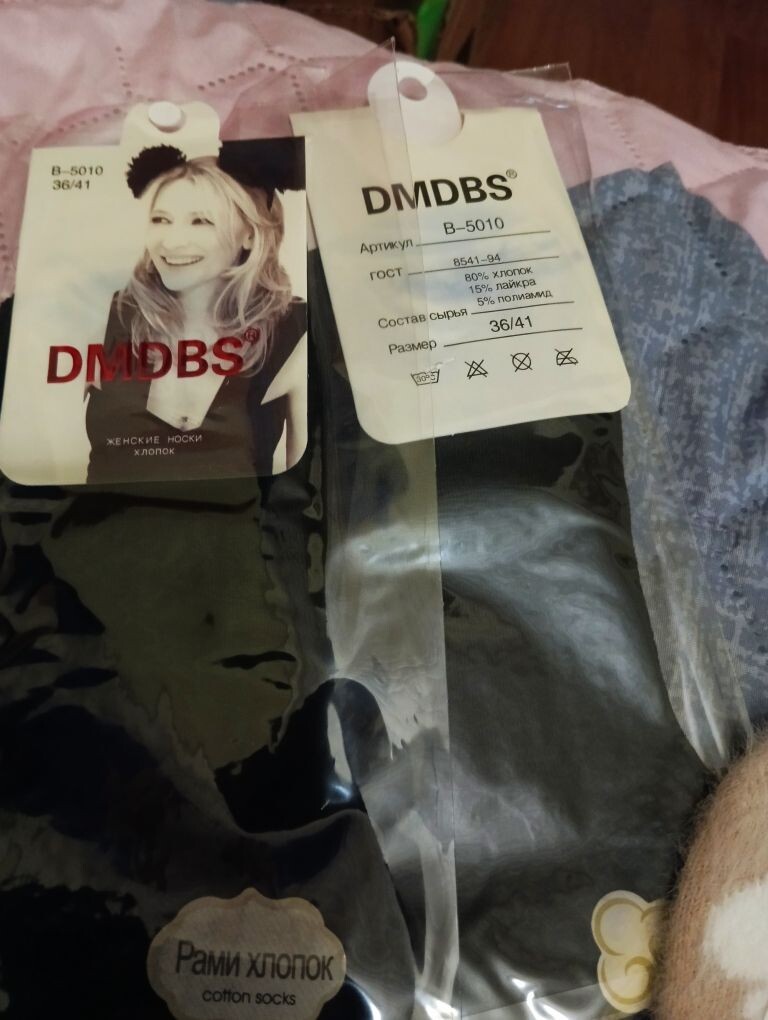 B-5010
36/41
DMDBS®
ЖЕНСКИЕ НОСКИ
ХЛОПОК
DMDBS®
Артикул B-5010
ГОСТ 8541-94
80% хлопок
15% лайкра
5% полиамид
Состав сырья
Размер 36/41
30°
Рами хлопок
cotton socks